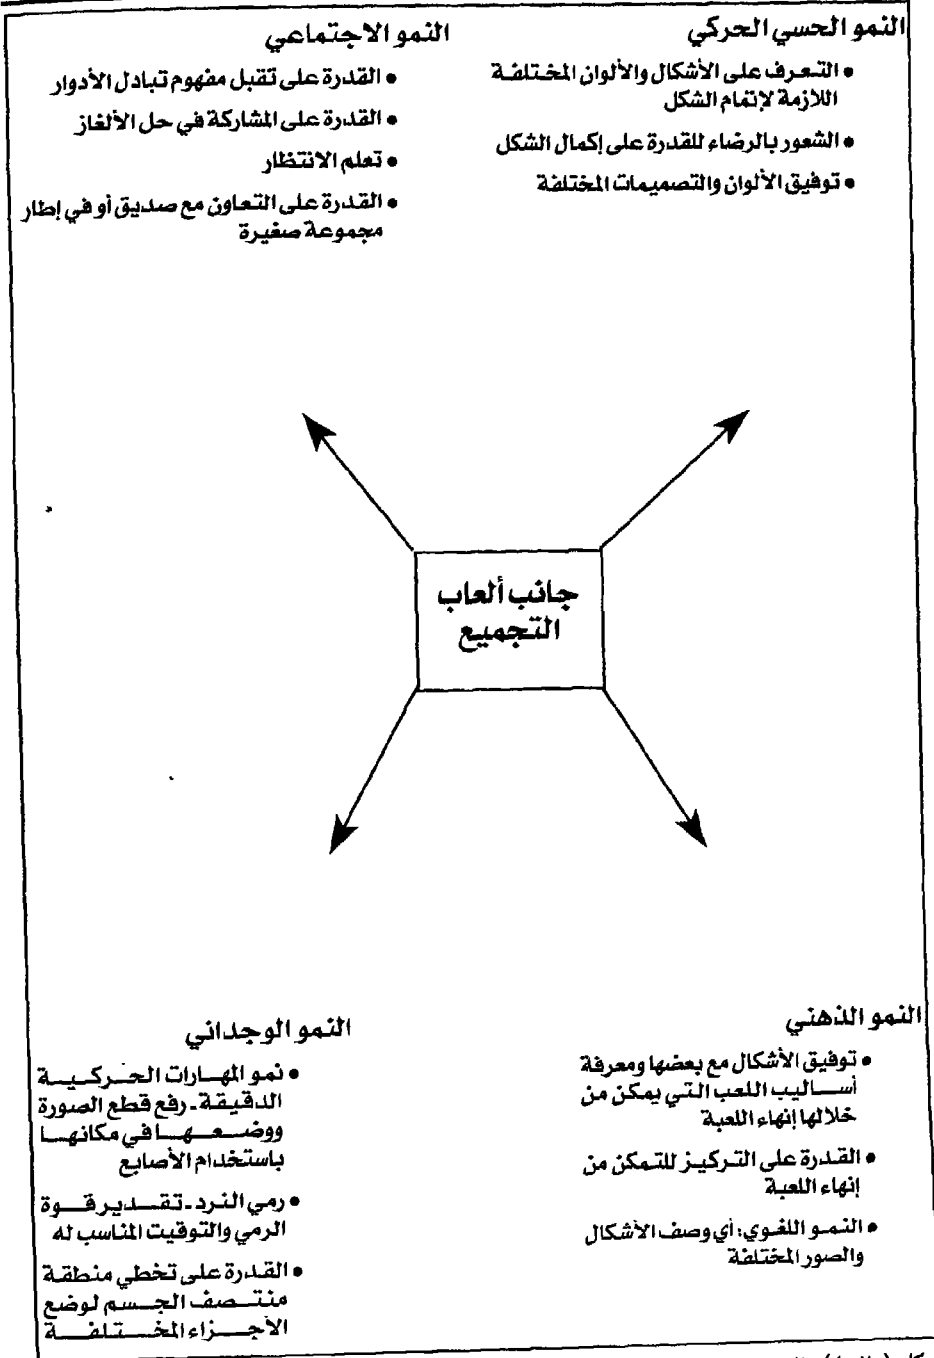 النمو الحسي الحركي
• التعرف على الأشكال والألوان المختلفة
اللازمة لإتمام الشكل
• الشعور بالرضاء للقدرة على إكمال الشكل
• توفيق الألوان والتصميمات المختلفة
النمو الاجتماعي
• القدرة على تقبل مفهوم تبادل الأدوار
• القدرة على المشاركة في حل الألغاز
• تعلم الانتظار
• القدرة على التعاون مع صديق أو في إطار
مجموعة صغيرة
جانب ألعاب
التجميع
النمو الذهني
• توفيق الأشكال مع بعضها ومعرفة
أساليب اللعب التي يمكن من
خلالها إنهاء اللعبة
• القدرة على التركيز للتمكن من
إنهاء اللعبة
• النمو اللغوي؛ أي وصف الأشكال
والصور المختلفة
النمو الوجداني
• نمو المهارات الحركية
الدقيقة - رفع قطع الصورة
ووضعها في مكانها
باستخدام الأصابع
• رمي النرد - تقدير قوة
الرمي والتوقيت المناسب له
• القدرة على تخطي منطقة
منتصف الجسم لوضع
الأجزاء المختلفة